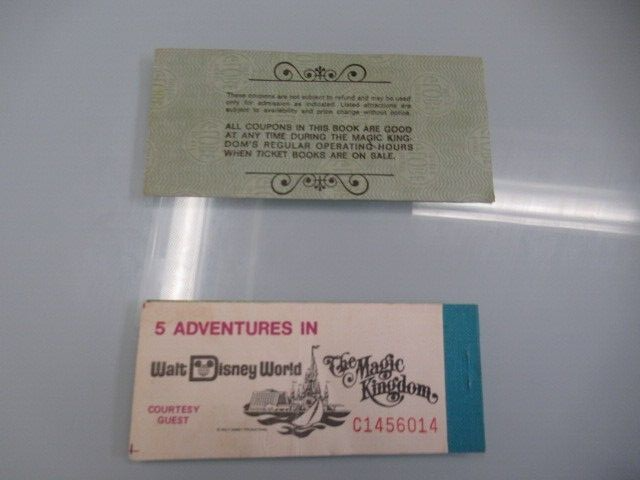 These coupons are not subject to refund and may be used
only for admission as indicated. Listed attractions are
subject to availability and price change without notice.
ALL COUPONS IN THIS BOOK ARE GOOD
AT ANY TIME DURING THE MAGIC KING-
DOM'S REGULAR OPERATING HOURS
WHEN TICKET BOOKS ARE ON SALE.
5 ADVENTURES IN
Walt Disney World
The Magic
Kingdom
COURTESY
GUEST
C1456014